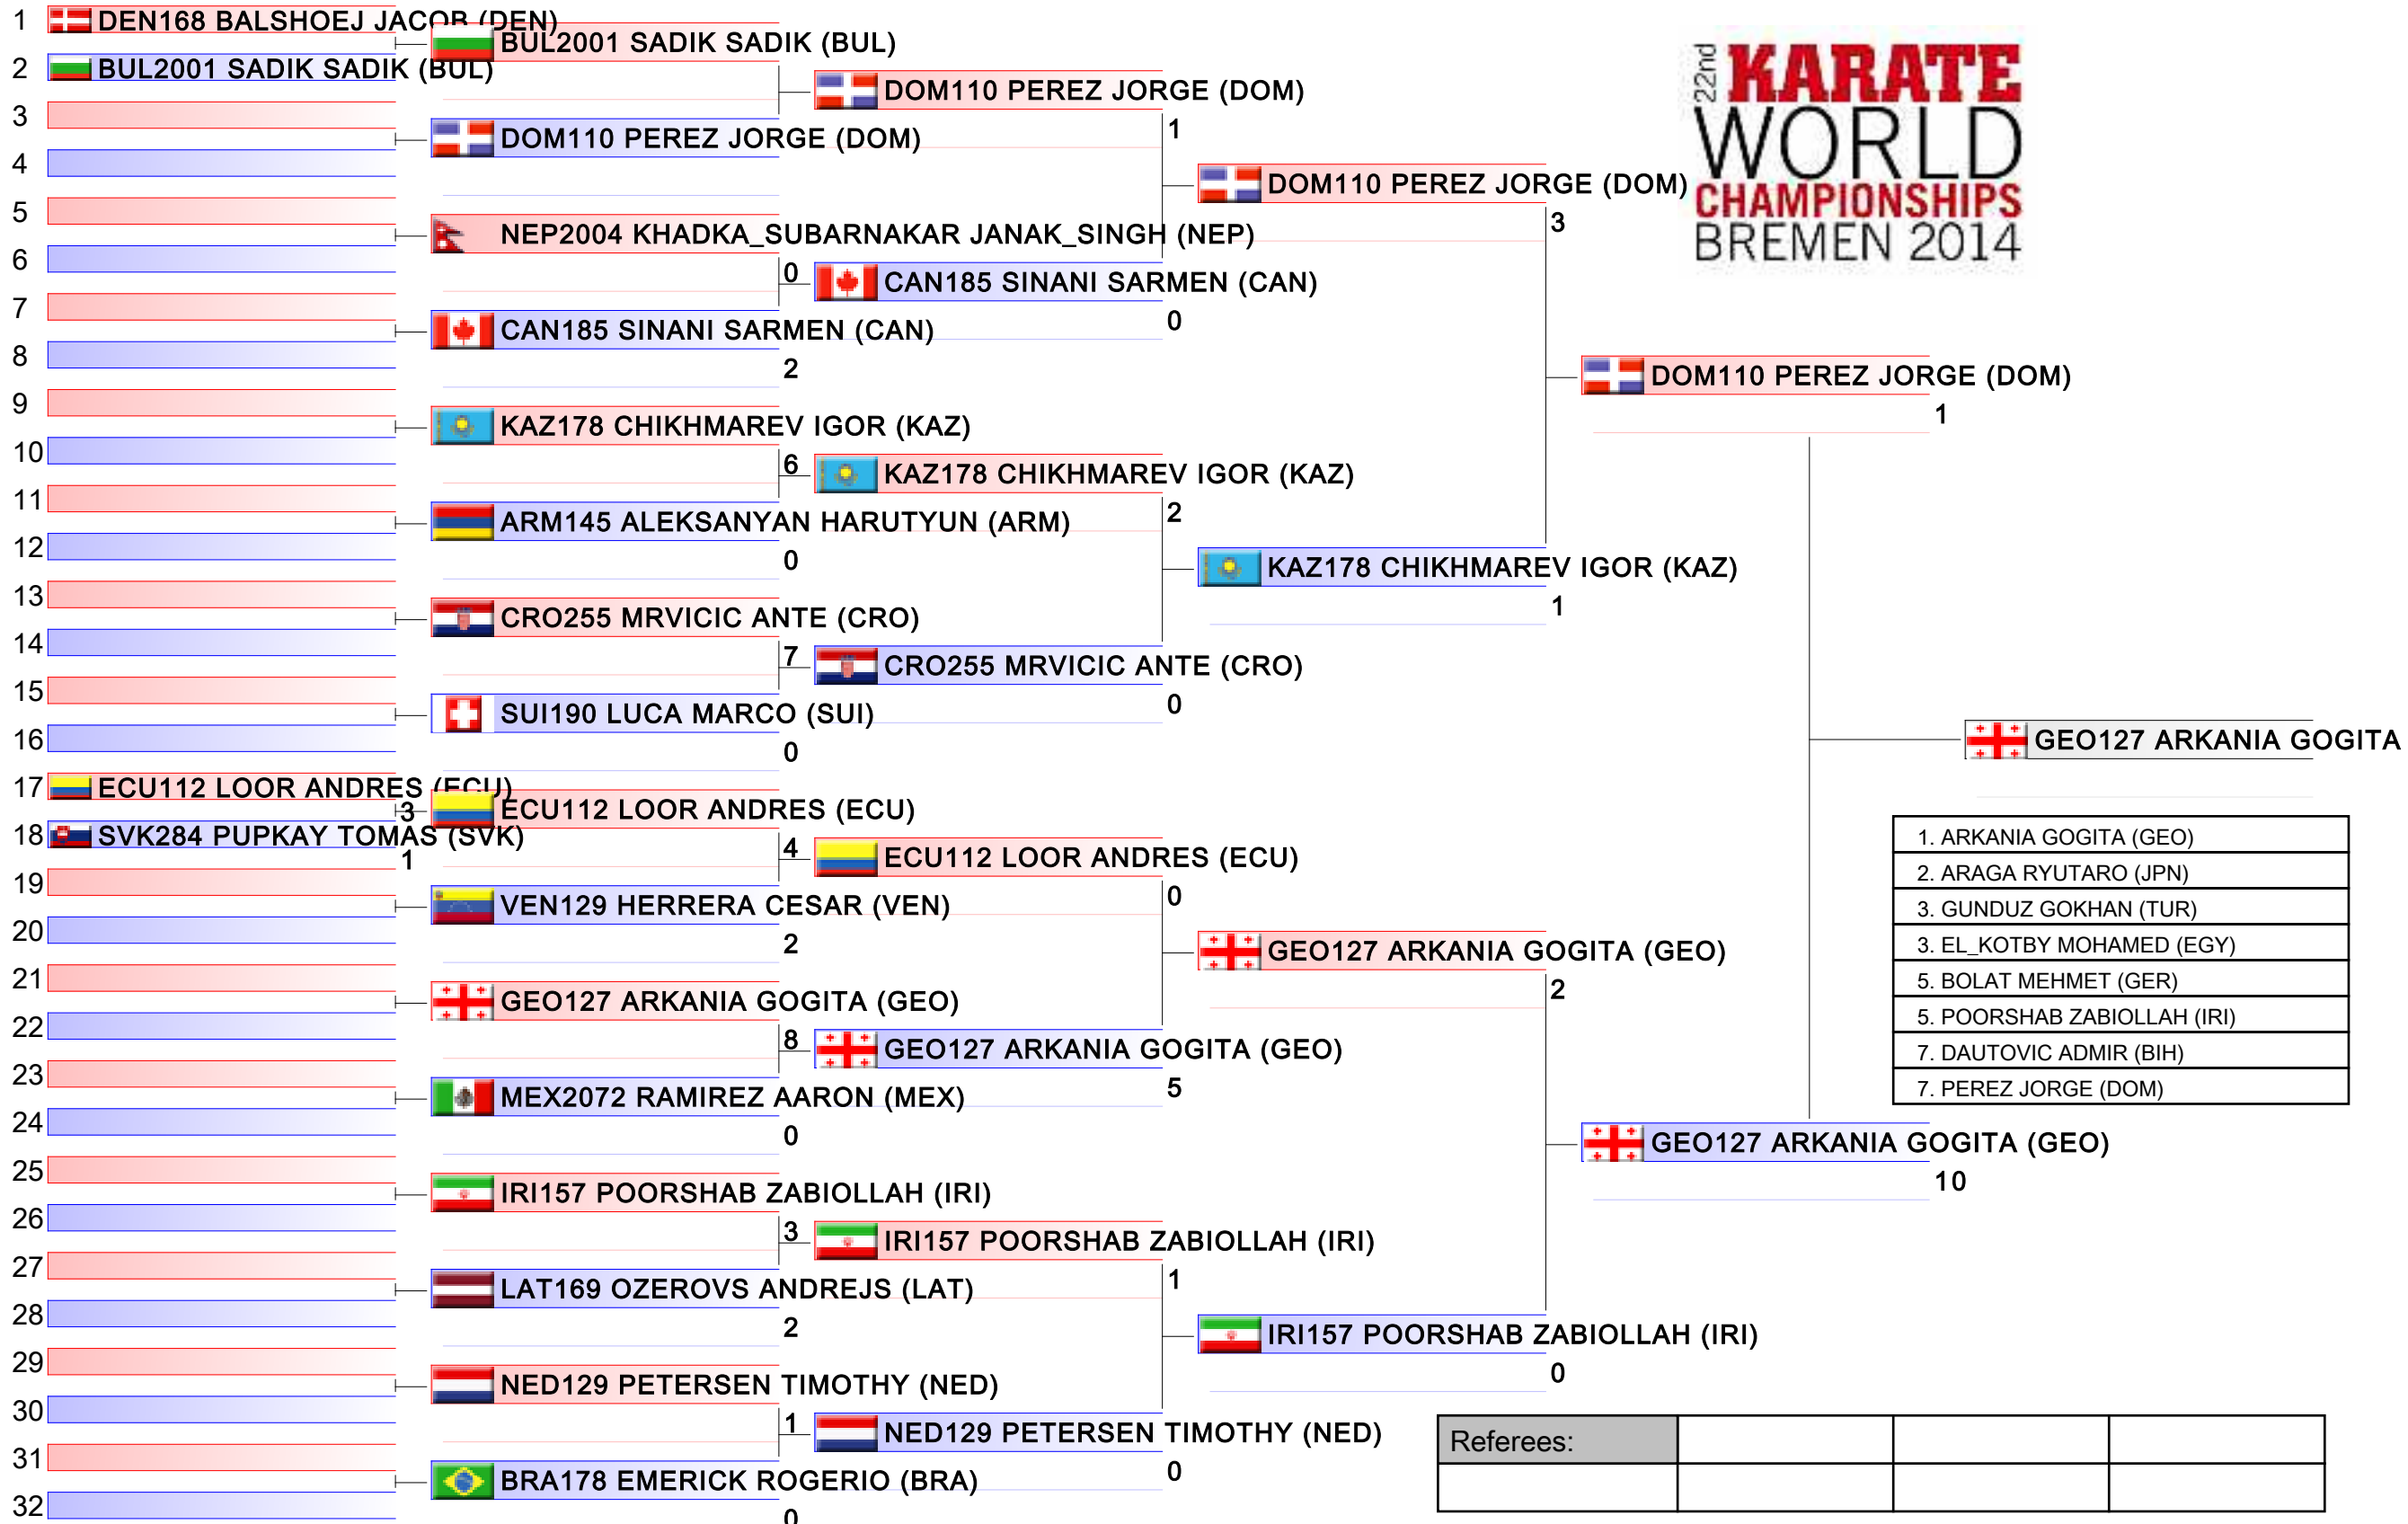 1 DEN168 BALSHOEJ JACOB (DEN)
BUL2001 SADIK SADIK (BUL)
2 BUL2001 SADIK SADIK (BUL)
DOM110 PEREZ JORGE (DOM)
1
3
DOM110 PEREZ JORGE (DOM)
4
DOM110 PEREZ JORGE (DOM)
3
5
NEP2004 KHADKA_SUBARNAKAR JANAK_SINGH (NEP)
0
6
CAN185 SINANI SARMEN (CAN)
0
7
CAN185 SINANI SARMEN (CAN)
2
8
DOM110 PEREZ JORGE (DOM)
1
9
KAZ178 CHIKHMAREV IGOR (KAZ)
6
10
KAZ178 CHIKHMAREV IGOR (KAZ)
2
11
ARM145 ALEKSANYAN HARUTYUN (ARM)
0
12
KAZ178 CHIKHMAREV IGOR (KAZ)
1
13
CRO255 MRVICIC ANTE (CRO)
7
14
CRO255 MRVICIC ANTE (CRO)
0
15
SUI190 LUCA MARCO (SUI)
0
16
GEO127 ARKANIA GOGITA
17 ECU112 LOOR ANDRES (ECU)
3
ECU112 LOOR ANDRES (ECU)
4
18 SVK284 PUPKAY TOMAS (SVK)
1
ECU112 LOOR ANDRES (ECU)
0
19
VEN129 HERRERA CESAR (VEN)
2
20
GEO127 ARKANIA GOGITA (GEO)
2
21
GEO127 ARKANIA GOGITA (GEO)
8
22
GEO127 ARKANIA GOGITA (GEO)
5
23
MEX2072 RAMIREZ AARON (MEX)
0
24
GEO127 ARKANIA GOGITA (GEO)
10
25
IRI157 POORSHAB ZABIOLLAH (IRI)
3
26
IRI157 POORSHAB ZABIOLLAH (IRI)
1
27
LAT169 OZEROVS ANDREJS (LAT)
2
28
IRI157 POORSHAB ZABIOLLAH (IRI)
0
29
NED129 PETERSEN TIMOTHY (NED)
1
30
NED129 PETERSEN TIMOTHY (NED)
0
31
BRA178 EMERICK ROGERIO (BRA)
0
32
22nd KARATE
WORLD
CHAMPIONSHIPS
BREMEN 2014
1. ARKANIA GOGITA (GEO)
2. ARAGA RYUTARO (JPN)
3. GUNDUZ GOKHAN (TUR)
3. EL_KOTBY MOHAMED (EGY)
5. BOLAT MEHMET (GER)
5. POORSHAB ZABIOLLAH (IRI)
7. DAUTOVIC ADMIR (BIH)
7. PEREZ JORGE (DOM)
Referees: